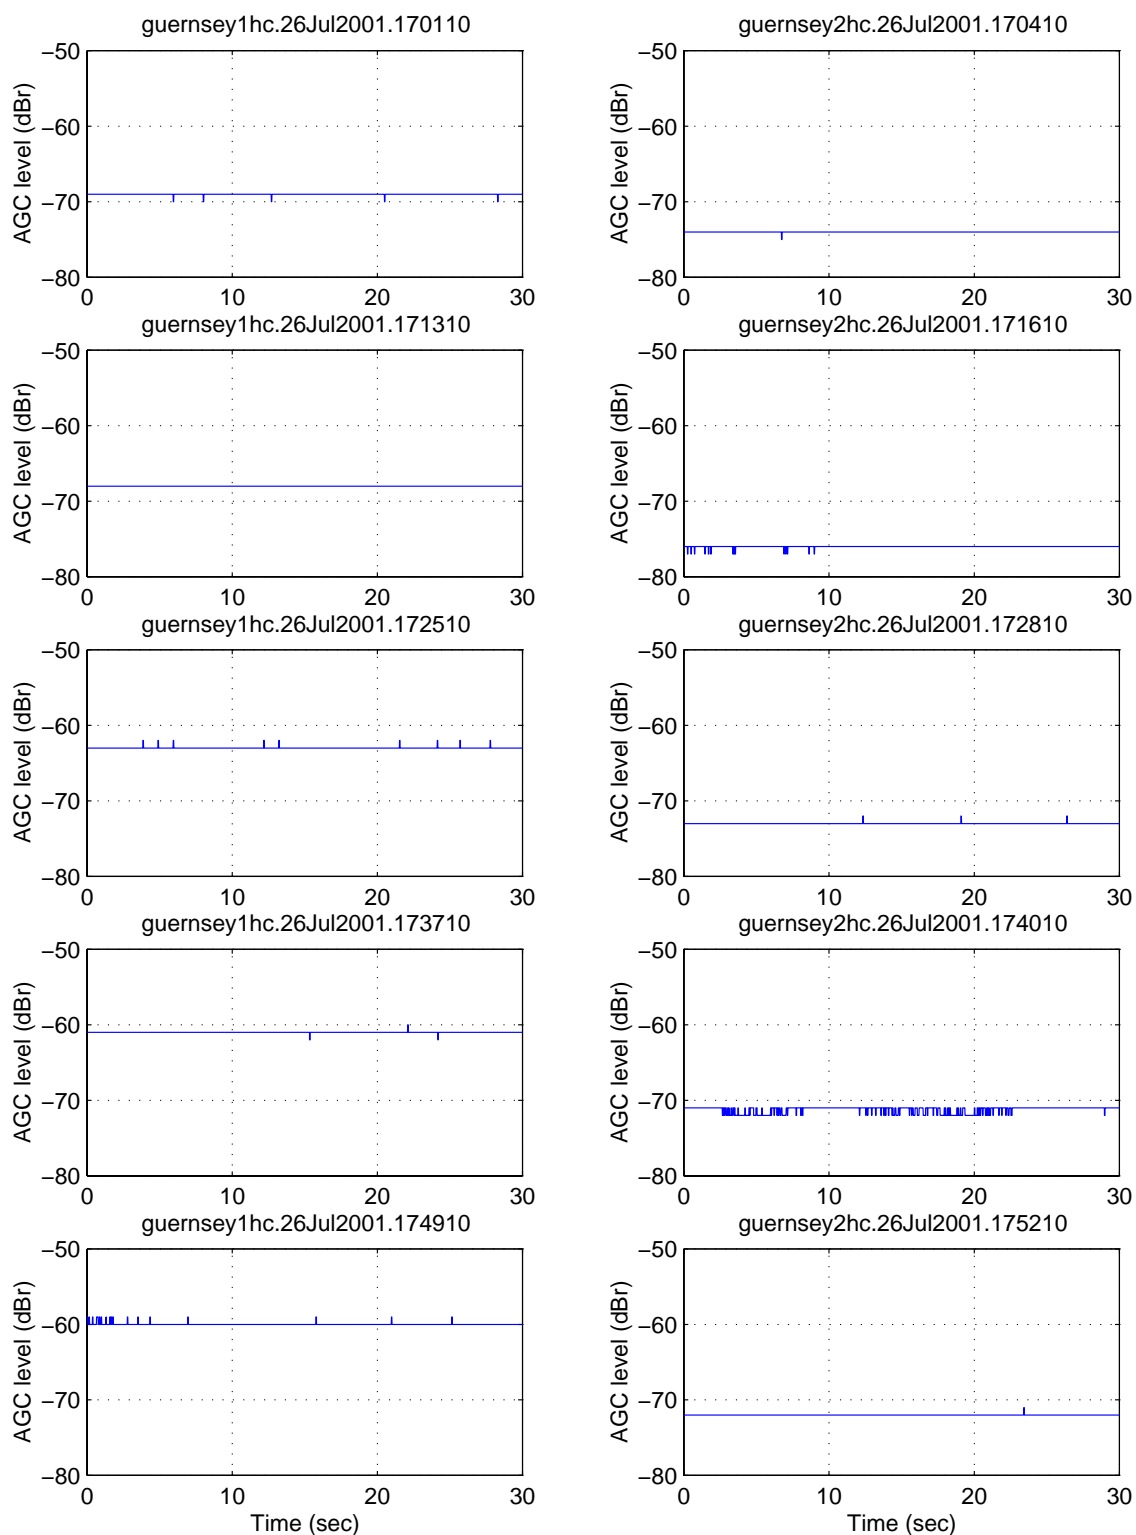 guernsey1hc.26Jul2001.170110
−50
−60
−70
−80
AGC level (dBr)
0 10 20 30
guernsey2hc.26Jul2001.170410
−50
−60
−70
−80
AGC level (dBr)
0 10 20 30
guernsey1hc.26Jul2001.171310
−50
−60
−70
−80
AGC level (dBr)
0 10 20 30
guernsey2hc.26Jul2001.171610
−50
−60
−70
−80
AGC level (dBr)
0 10 20 30
guernsey1hc.26Jul2001.172510
−50
−60
−70
−80
AGC level (dBr)
0 10 20 30
guernsey2hc.26Jul2001.172810
−50
−60
−70
−80
AGC level (dBr)
0 10 20 30
guernsey1hc.26Jul2001.173710
−50
−60
−70
−80
AGC level (dBr)
0 10 20 30
guernsey2hc.26Jul2001.174010
−50
−60
−70
−80
AGC level (dBr)
0 10 20 30
guernsey1hc.26Jul2001.174910
−50
−60
−70
−80
AGC level (dBr)
0 10 20 30
Time (sec)
guernsey2hc.26Jul2001.175210
−50
−60
−70
−80
AGC level (dBr)
0 10 20 30
Time (sec)